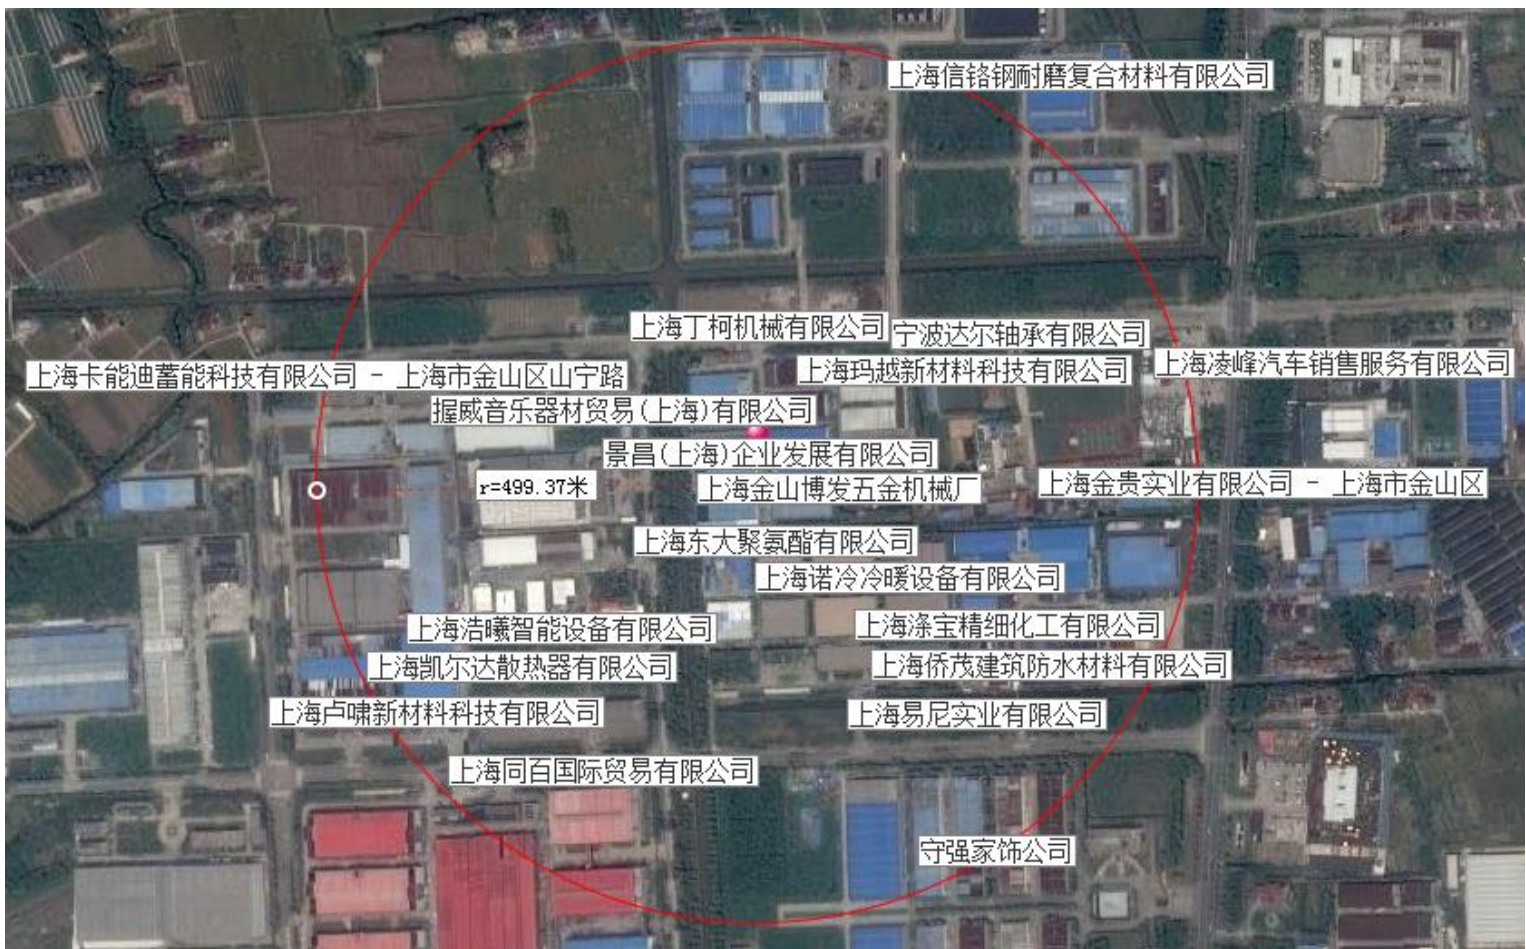 上海信铬钢耐磨复合材料有限公司
上海丁柯机械有限公司
宁波达尔轴承有限公司
上海玛越新材料科技有限公司
上海凌峰汽车销售服务有限公司
上海卡能迪蓄能科技有限公司 - 上海市金山区山宁路
握威音乐器材贸易(上海)有限公司
景昌(上海)企业发展有限公司
r=499.37米
上海金山博发五金机械厂
上海金贵实业有限公司 - 上海市金山区
上海东大聚氨酯有限公司
上海诺冷冷暖设备有限公司
上海浩曦智能设备有限公司
上海涤宝精细化工有限公司
上海凯尔达散热器有限公司
上海侨茂建筑防水材料有限公司
上海卢啸新材料科技有限公司
上海易尼实业有限公司
上海同百国际贸易有限公司
守强家饰公司